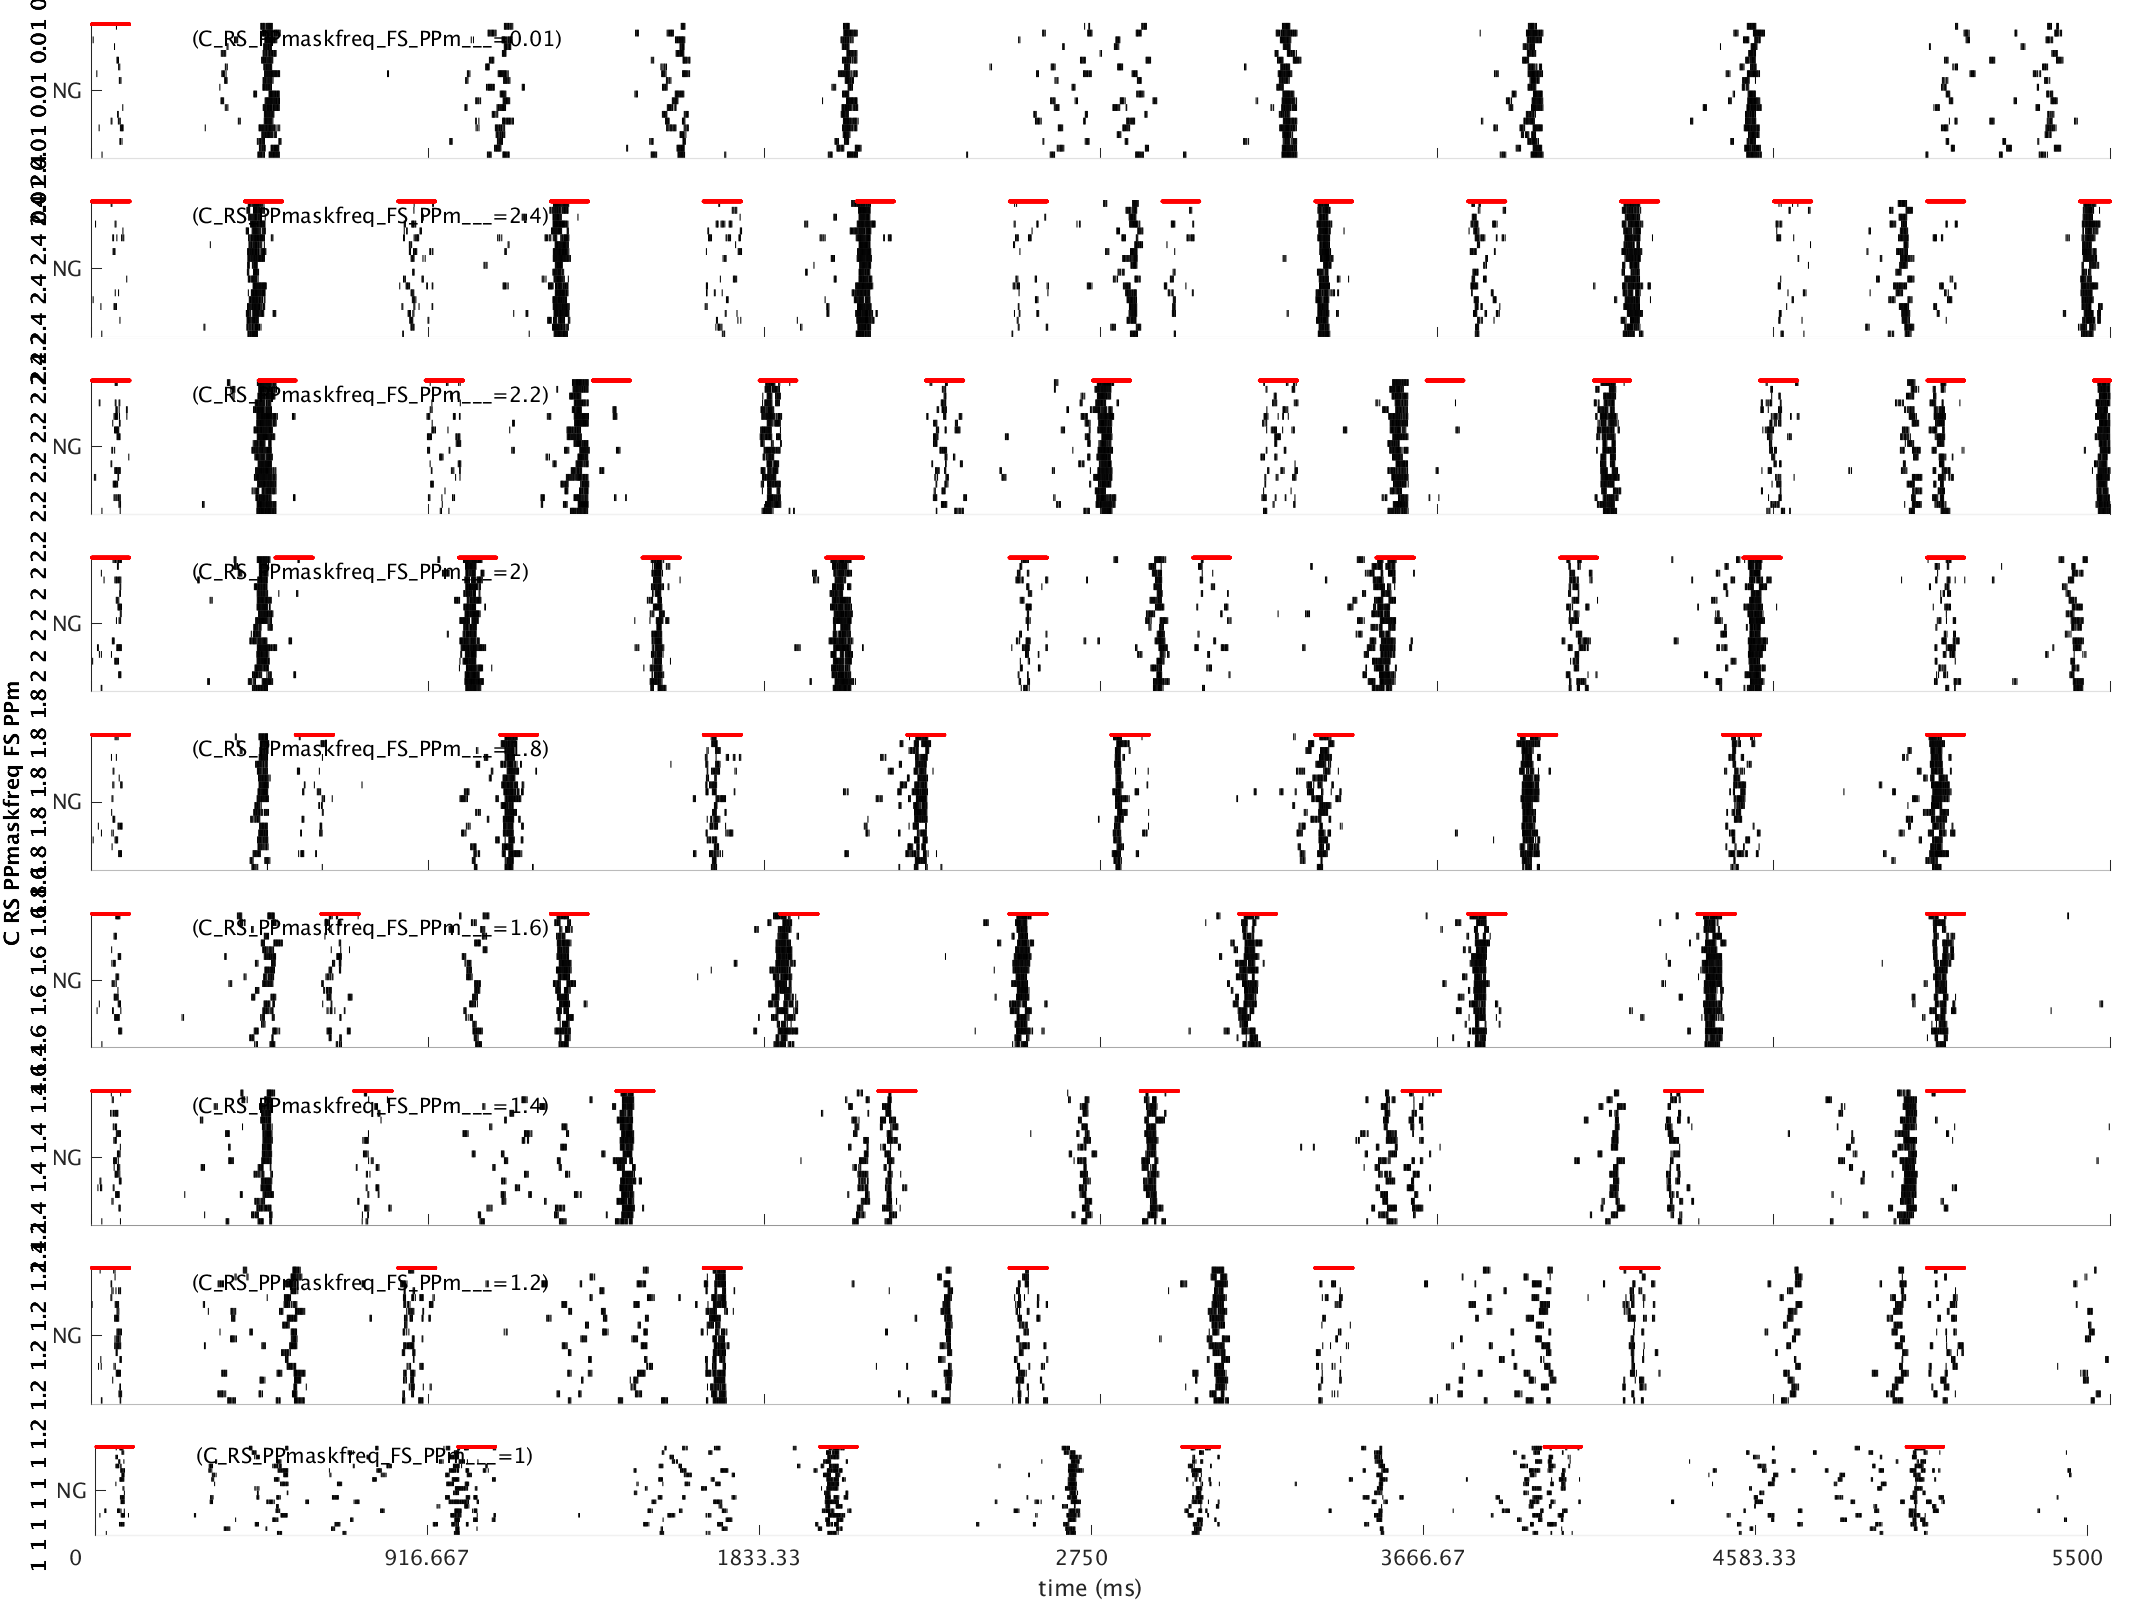 (C_RS_PPmaskfreq_FS_PPm___=0.01)
NG
(C_RS_PPmaskfreq_FS_PPm___=2.4)
NG
(C_RS_PPmaskfreq_FS_PPm___=2.2)
NG
(C_RS_PPmaskfreq_FS_PPm___=2)
NG
(C_RS_PPmaskfreq_FS_PPm___=1.8)
NG
(C_RS_PPmaskfreq_FS_PPm___=1.6)
NG
(C_RS_PPmaskfreq_FS_PPm___=1.4)
NG
(C_RS_PPmaskfreq_FS_PPm___=1.2)
NG
(C_RS_PPmaskfreq_FS_PPm___=1)
NG
C RS PPmaskfreq FS PPm
0 916.667 1833.33 2750 3666.67 4583.33 5500
time (ms)